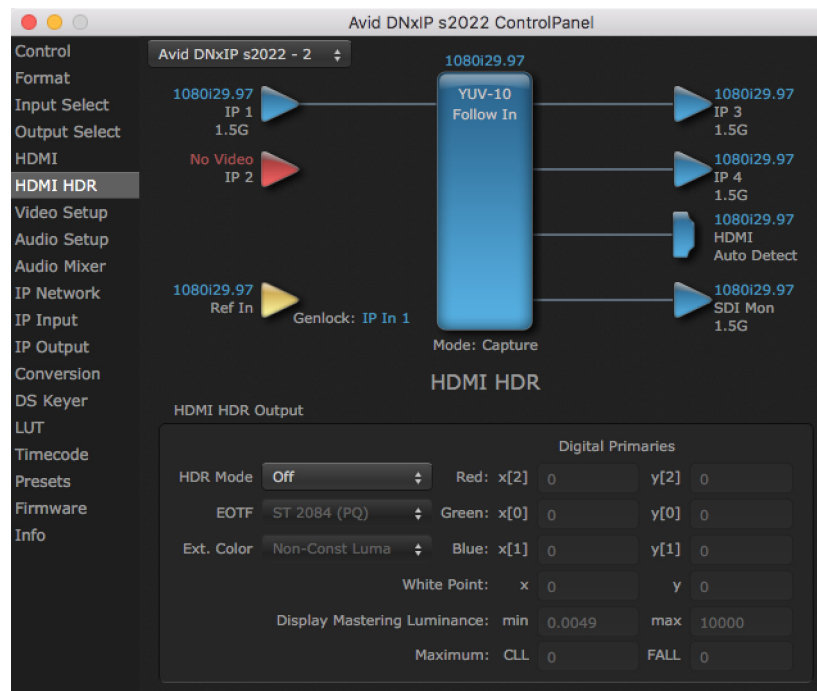 Avid DNxIP s2022 ControlPanel
Control
Format
Input Select
Output Select
HDMI
HDMI HDR
Video Setup
Audio Setup
Audio Mixer
IP Network
IP Input
IP Output
Conversion
DS Keyer
LUT
Timecode
Presets
Firmware
Info
Avid DNxIP s2022 - 2
1080i29.97
IP 1
1.5G
No Video
IP 2
1080i29.97
Ref In
Genlock: IP In 1
1080i29.97
YUV-10
Follow In
Mode: Capture
1080i29.97
IP 3
1.5G
1080i29.97
IP 4
1.5G
1080i29.97
HDMI
Auto Detect
1080i29.97
SDI Mon
1.5G
HDMI HDR
HDMI HDR Output
Digital Primaries
HDR Mode Off Red: x[2] 0 y[2] 0
EOTF ST 2084 (PQ) Green: x[0] 0 y[0] 0
Ext. Color Non-Const Luma Blue: x[1] 0 y[1] 0
White Point: x 0 y 0
Display Mastering Luminance: min 0.0049 max 10000
Maximum: CLL 0 FALL 0